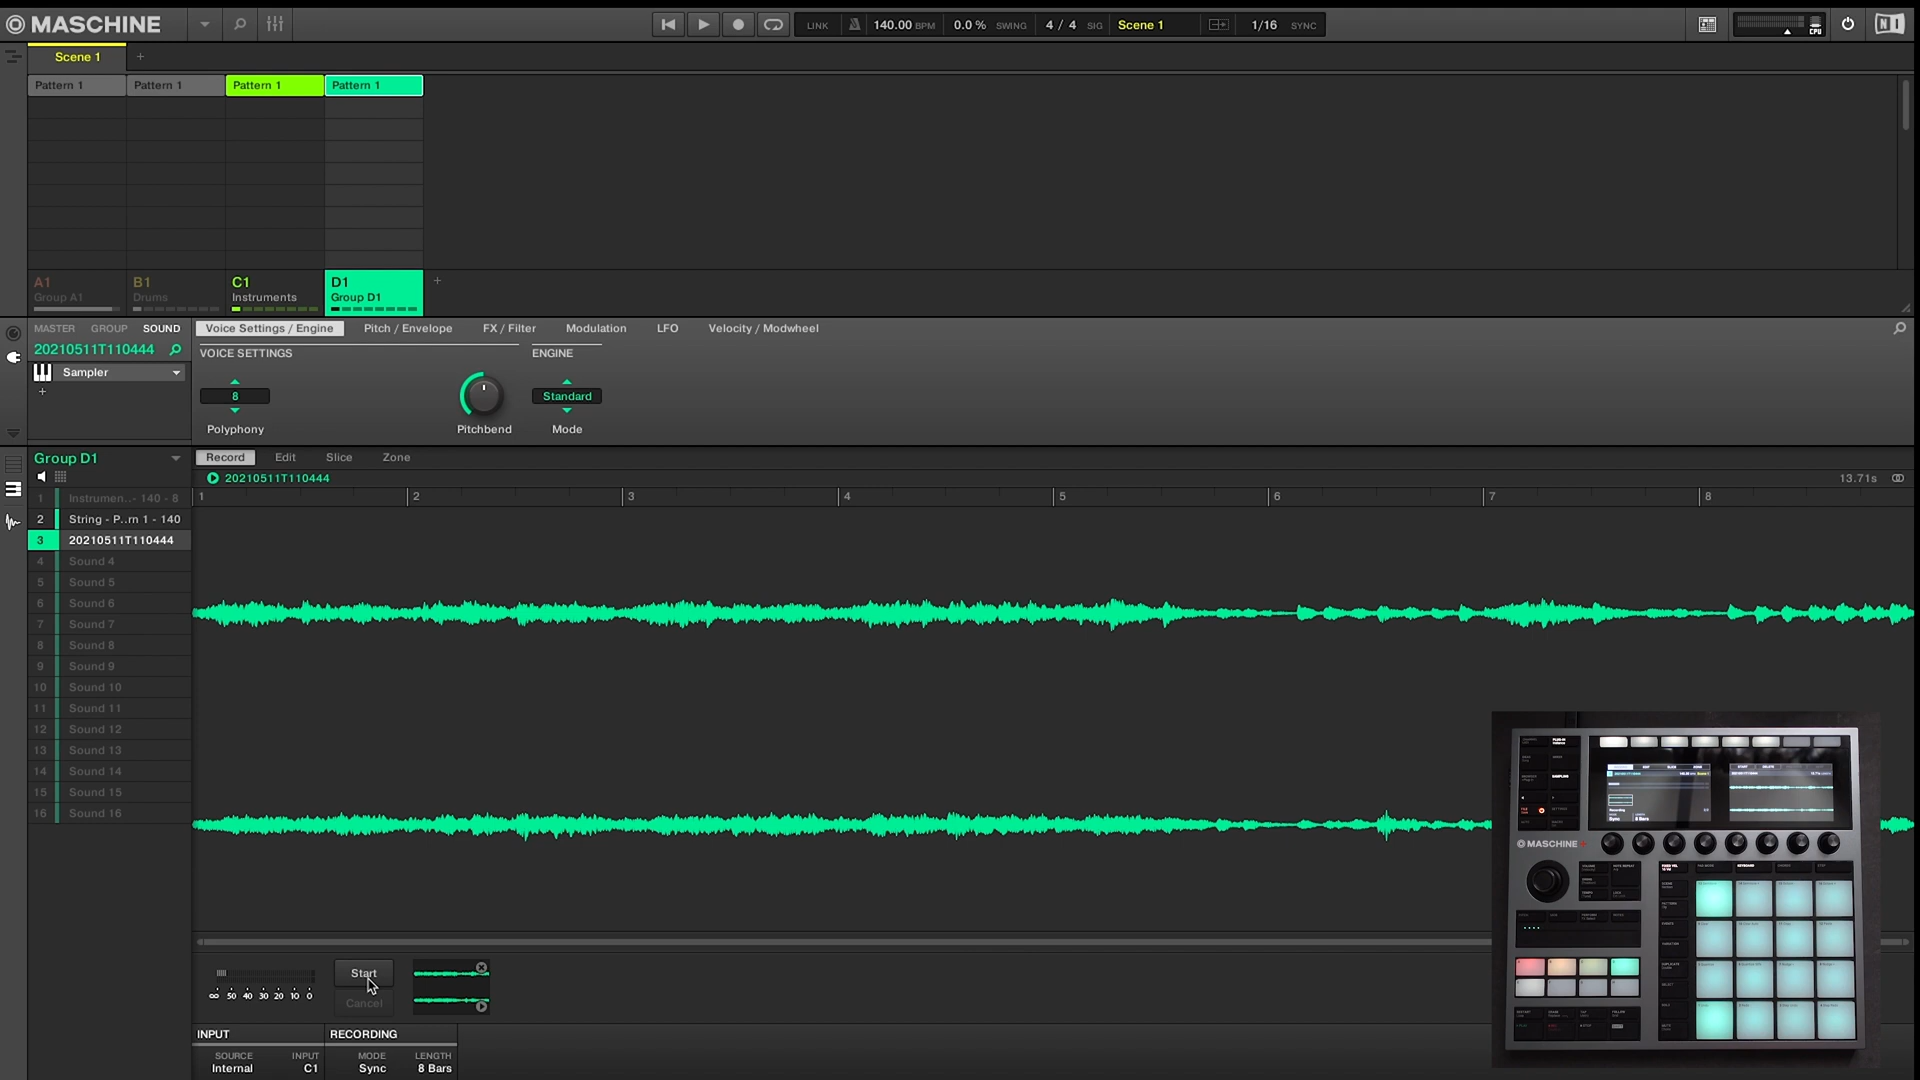 MASCHINE
LINK 140.00 BPM 0.0 % SWING 4 / 4 SIG Scene 1 1/16 SYNC CPU
Scene 1 +
Pattern 1 Pattern 1 Pattern 1 Pattern 1
A1 B1 C1 D1 +
Group A1 Drums Instruments Group D1
MASTER GROUP SOUND Voice Settings / Engine Pitch / Envelope FX / Filter Modulation LFO Velocity / Modwheel
20210511T110444 VOICE SETTINGS ENGINE
Sampler
+ 8 Standard
Polyphony Pitchbend Mode
Group D1 Record Edit Slice Zone
20210511T110444 13.71s
1 2 3 4 5 6 7 8
1 Instrumen..- 140 - 8
2 String - P..m 1 - 140
3 20210511T110444
4 Sound 4
5 Sound 5
6 Sound 6
7 Sound 7
8 Sound 8
9 Sound 9
10 Sound 10
11 Sound 11
12 Sound 12
13 Sound 13
14 Sound 14
15 Sound 15
16 Sound 16
MASCHINE+
Start
∞ 50 40 30 20 10 0
Cancel
INPUT RECORDING
SOURCE INPUT MODE LENGTH
Internal C1 Sync 8 Bars